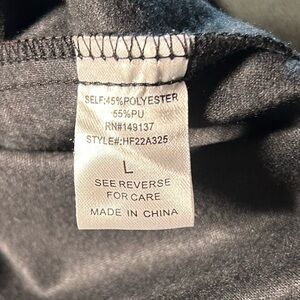 SELF:45%POLYESTER
55%PU
RN#149137
STYLE#:HF22A325
L
SEE REVERSE
FOR CARE
MADE IN CHINA